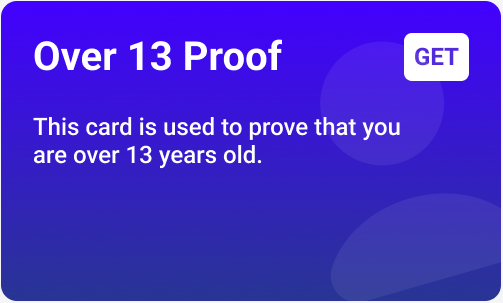 Over 13 Proof
GET
This card is used to prove that you
are over 13 years old.